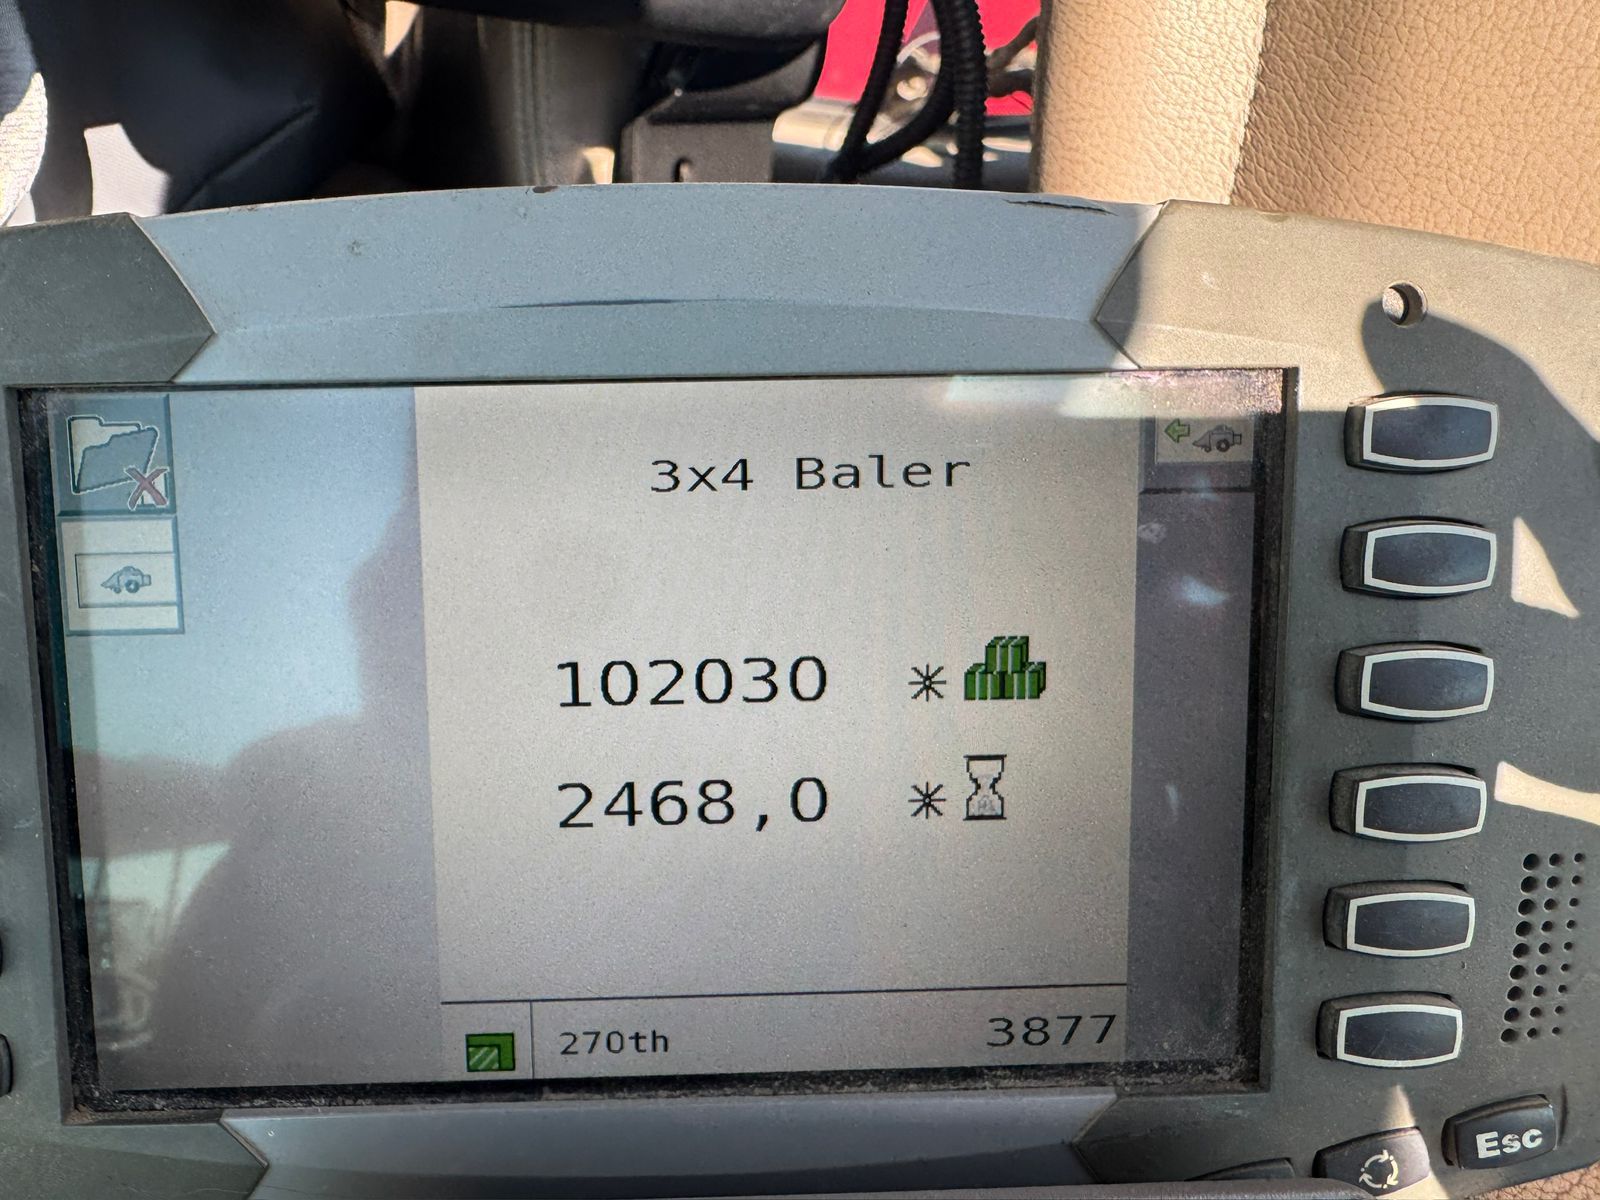 3x4 Baler
102030 *
2468,0 *
270th 3877
Esc